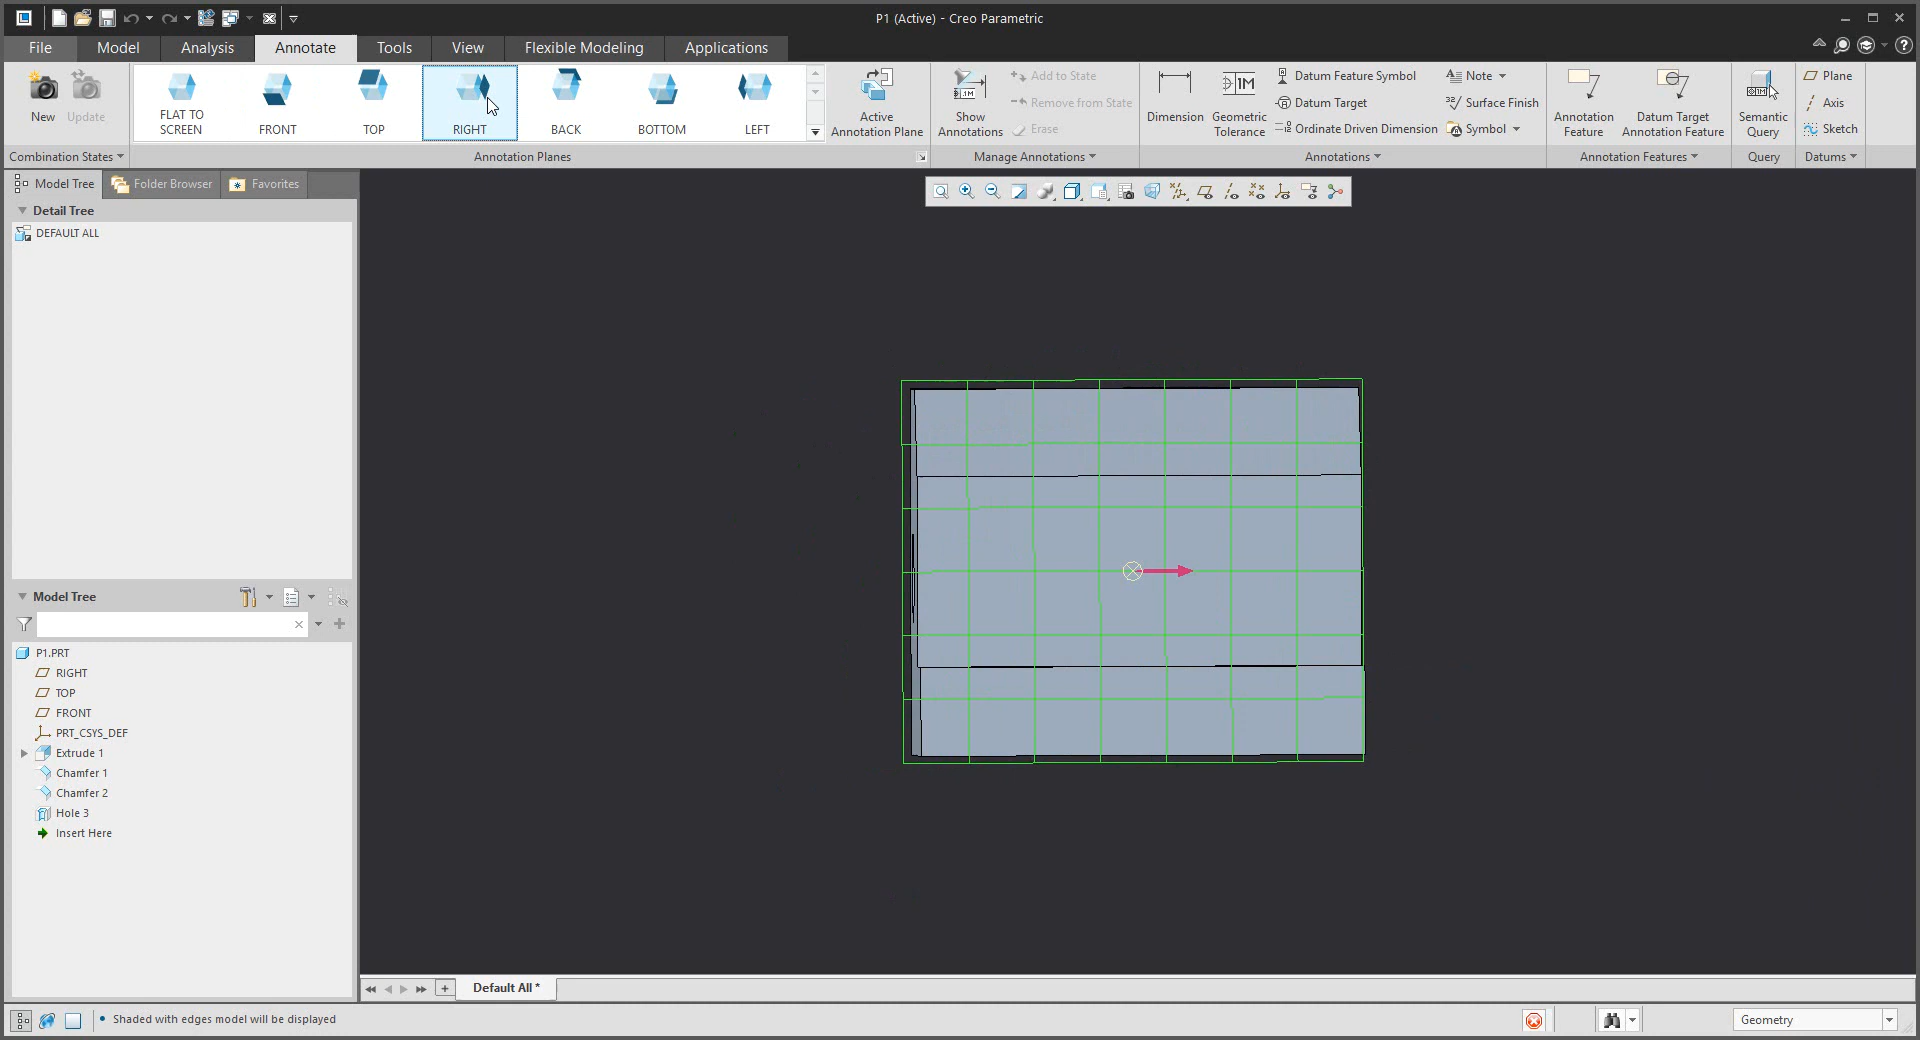 P1 (Active) - Creo Parametric
File
Model
Analysis
Annotate
Tools
View
Flexible Modeling
Applications
New
Update
FLAT TO
SCREEN
FRONT
TOP
RIGHT
BACK
BOTTOM
LEFT
Active
Annotation Plane
Show
Annotations
Add to State
Remove from State
Erase
Dimension
Geometric
Tolerance
Datum Feature Symbol
Datum Target
Ordinate Driven Dimension
Note
Surface Finish
Symbol
Annotation
Feature
Datum Target
Annotation Feature
Semantic
Query
Plane
Axis
Sketch
Combination States
Annotation Planes
Manage Annotations
Annotations
Annotation Features
Query
Datums
Model Tree
Folder Browser
Favorites
Detail Tree
DEFAULT ALL
Model Tree
P1.PRT
RIGHT
TOP
FRONT
PRT_CSYS_DEF
Extrude 1
Chamfer 1
Chamfer 2
Hole 3
Insert Here
Default All *
Shaded with edges model will be displayed
Geometry